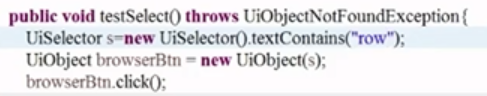 public void testSelect() throws UiObjectNotFoundException{
UiSelector s=new UiSelector().textContains("row");
UiObject browserBtn = new UiObject(s);
browserBtn.click();